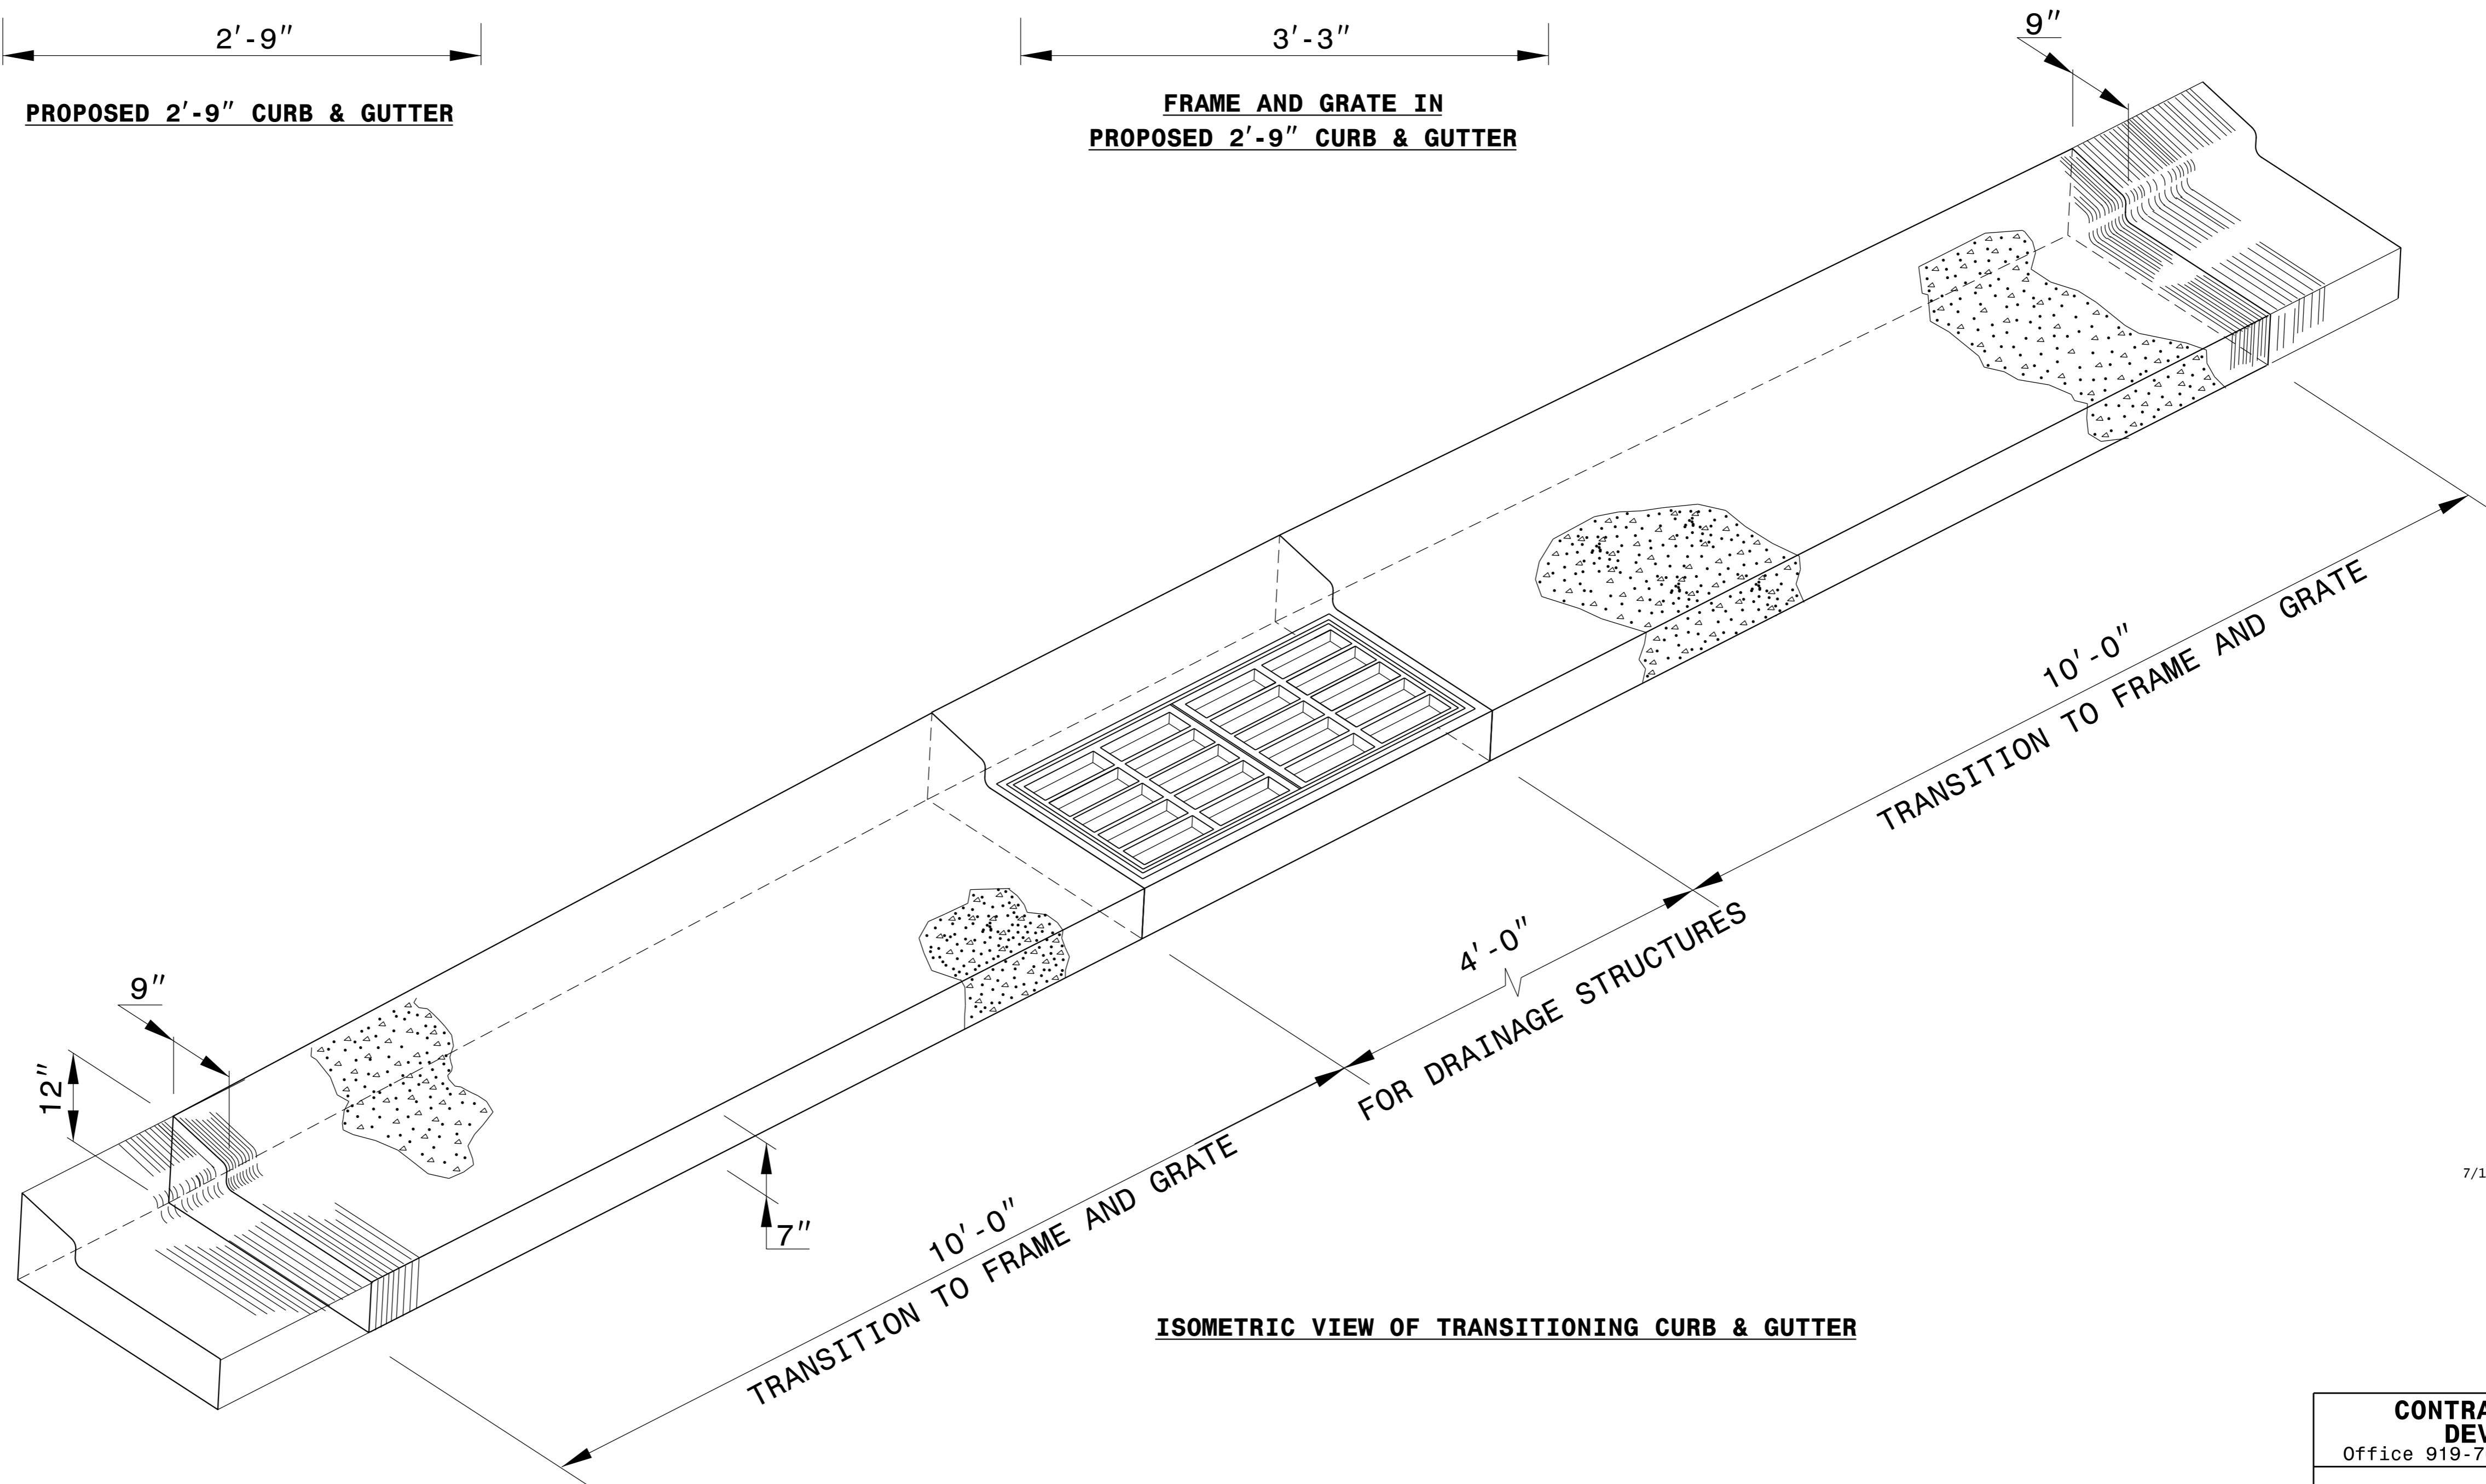 2'-9"
PROPOSED 2'-9" CURB & GUTTER
3'-3"
FRAME AND GRATE IN
PROPOSED 2'-9" CURB & GUTTER
9"
10'-0"
TRANSITION TO FRAME AND GRATE
4'-0"
FOR DRAINAGE STRUCTURES
9"
12"
7"
10'-0"
TRANSITION TO FRAME AND GRATE
ISOMETRIC VIEW OF TRANSITIONING CURB & GUTTER
7/1
CONTRA
DEV
Office 919-7